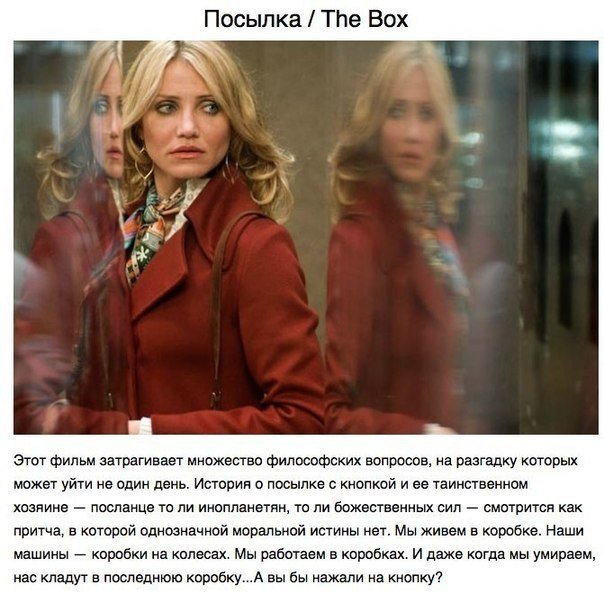 Посылка / The Box
Этот фильм затрагивает множество философских вопросов, на разгадку которых
может уйти не один день. История о посылке с кнопкой и ее таинственном
хозяине — посланце то ли инопланетян, то ли божественных сил — смотрится как
притча, в которой однозначной моральной истины нет. Мы живем в коробке. Наши
машины — коробки на колесах. Мы работаем в коробках. И даже когда мы умираем,
нас кладут в последнюю коробку...А вы бы нажали на кнопку?